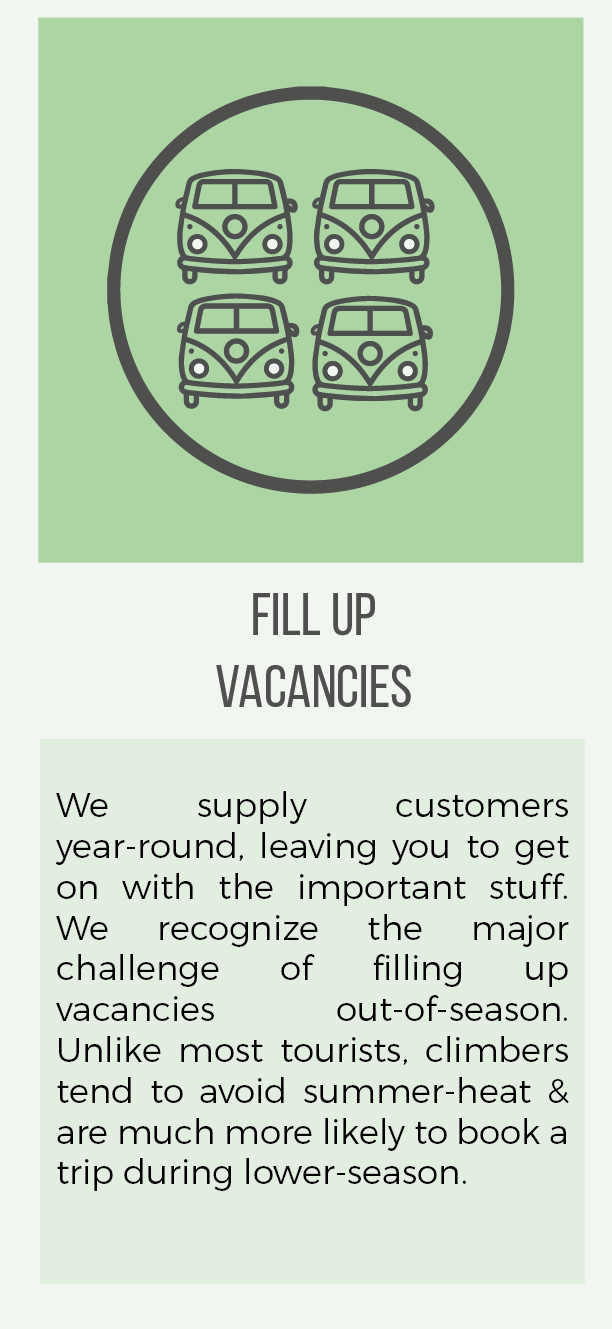 FILL UP
VACANCIES
We supply customers
year-round, leaving you to get
on with the important stuff.
We recognize the major
challenge of filling up
vacancies out-of-season.
Unlike most tourists, climbers
tend to avoid summer-heat &
are much more likely to book a
trip during lower-season.